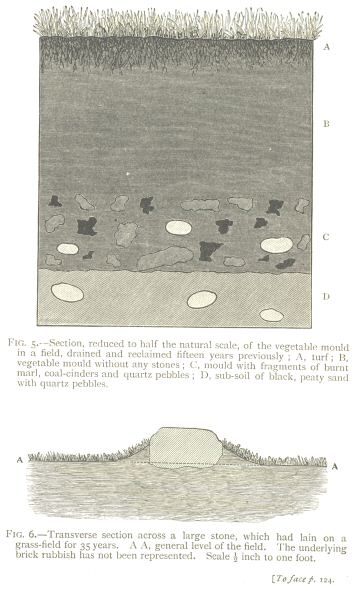 A
B
C
D
FIG. 5.—Section, reduced to half the natural scale, of the vegetable mould
in a field, drained and reclaimed fifteen years previously; A, turf; B,
vegetable mould without any stones; C, mould with fragments of burnt
marl, coal-cinders and quartz pebbles; D, sub-soil of black, peaty sand
with quartz pebbles.
A A
FIG. 6.—Transverse section across a large stone, which had lain on a
grass-field for 35 years. A A, general level of the field. The underlying
brick rubbish has not been represented. Scale ½ inch to one foot.
[To face p. 124.